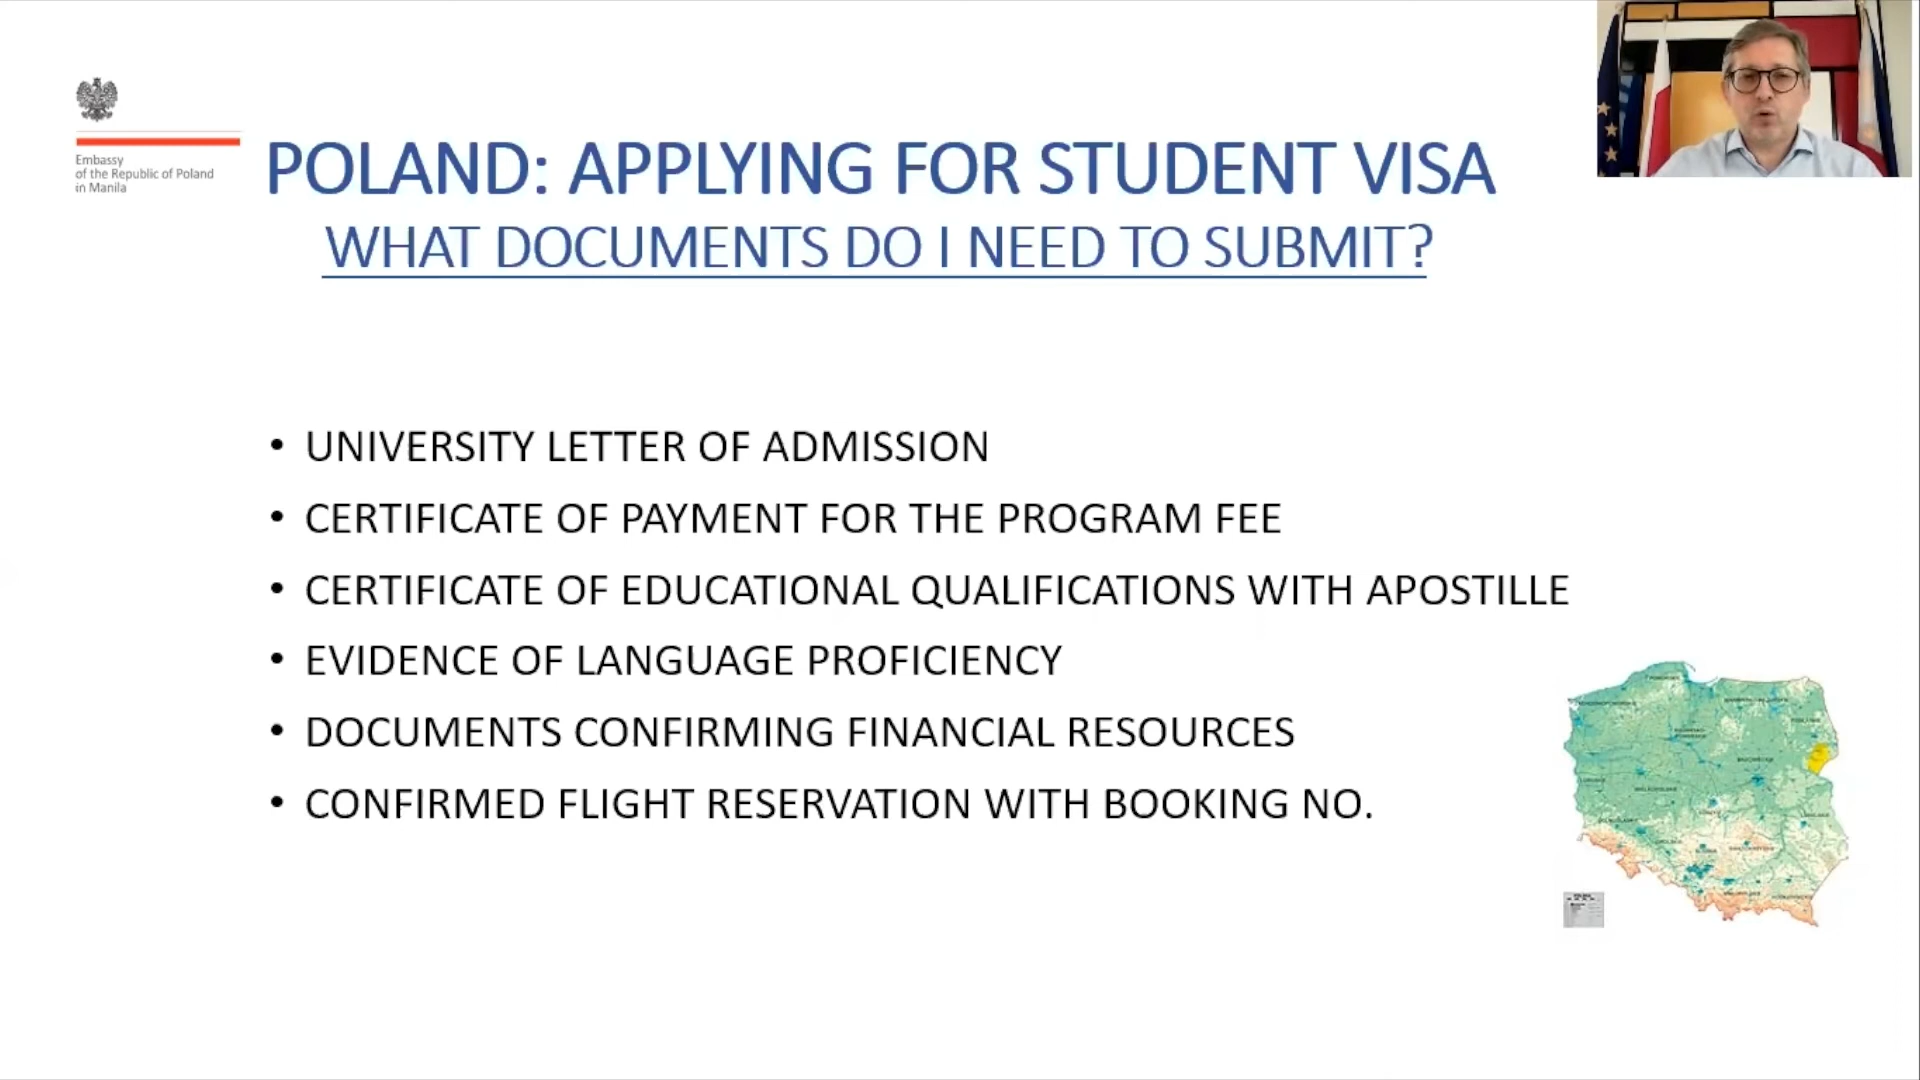 Embassy
of the Republic of Poland
in Manila
POLAND: APPLYING FOR STUDENT VISA
WHAT DOCUMENTS DO I NEED TO SUBMIT?
• UNIVERSITY LETTER OF ADMISSION
• CERTIFICATE OF PAYMENT FOR THE PROGRAM FEE
• CERTIFICATE OF EDUCATIONAL QUALIFICATIONS WITH APOSTILLE
• EVIDENCE OF LANGUAGE PROFICIENCY
• DOCUMENTS CONFIRMING FINANCIAL RESOURCES
• CONFIRMED FLIGHT RESERVATION WITH BOOKING NO.